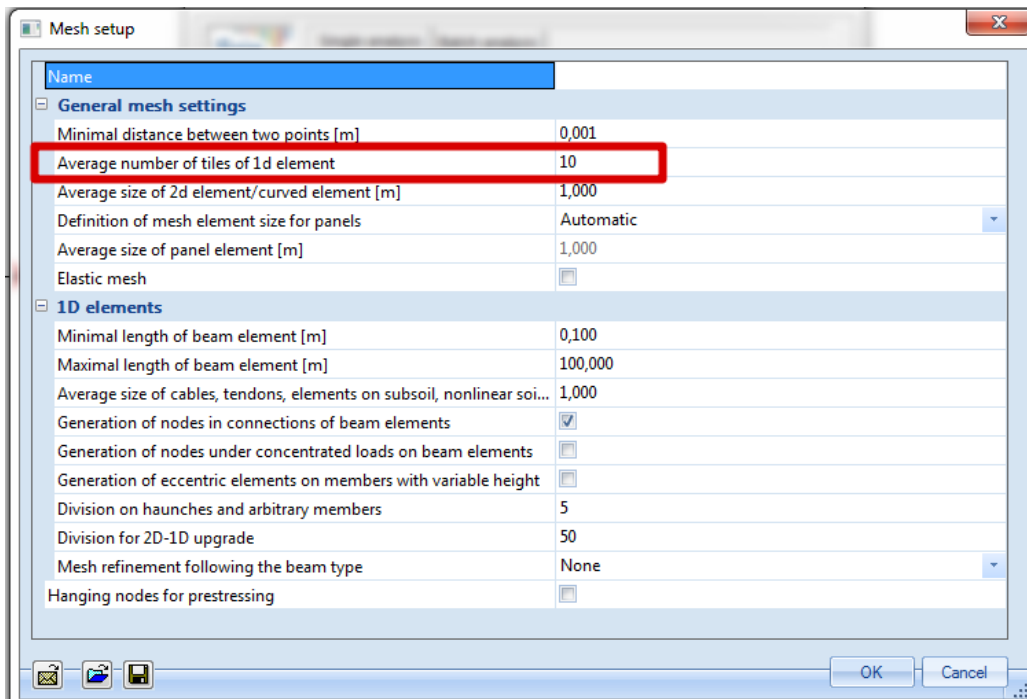 Mesh setup
Name
General mesh settings
Minimal distance between two points [m] 0,001
Average number of tiles of 1d element 10
Average size of 2d element/curved element [m] 1,000
Definition of mesh element size for panels Automatic
Average size of panel element [m] 1,000
Elastic mesh
1D elements
Minimal length of beam element [m] 0,100
Maximal length of beam element [m] 100,000
Average size of cables, tendons, elements on subsoil, nonlinear soi... 1,000
Generation of nodes in connections of beam elements
Generation of nodes under concentrated loads on beam elements
Generation of eccentric elements on members with variable height
Division on haunches and arbitrary members 5
Division for 2D-1D upgrade 50
Mesh refinement following the beam type None
Hanging nodes for prestressing
OK Cancel